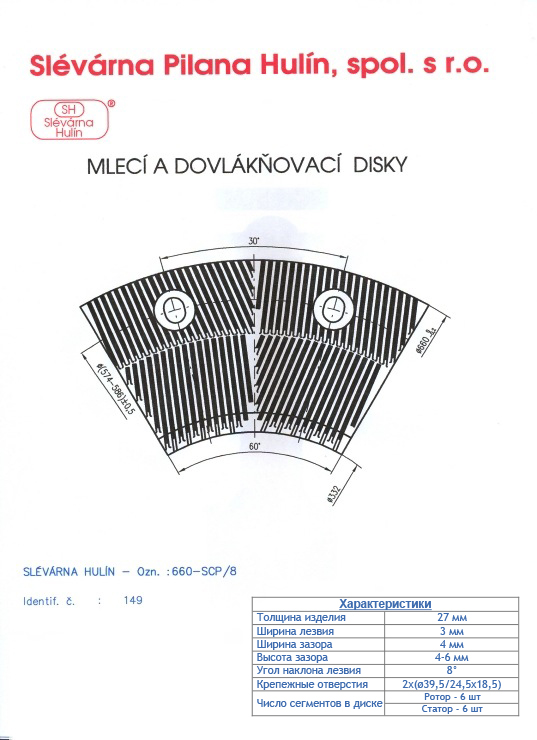 Slévárna Pilana Hulín, spol. s r.o.
SH
Slévárna
Hulín
®
MLECÍ A DOVLÁKŇOVACÍ DISKY
30°
ø(574-586)±0,5
ø660
60°
ø332
SLÉVÁRNA HULÍN – Ozn. :660-SCP/8
Identif. č. : 149
Характеристики
Толщина изделия 27 мм
Ширина лезвия 3 мм
Ширина зазора 4 мм
Высота зазора 4-6 мм
Угол наклона лезвия 8°
Крепежные отверстия 2х(ø39,5/24,5х18,5)
Число сегментов в диске Ротор - 6 шт
Статор - 6 шт